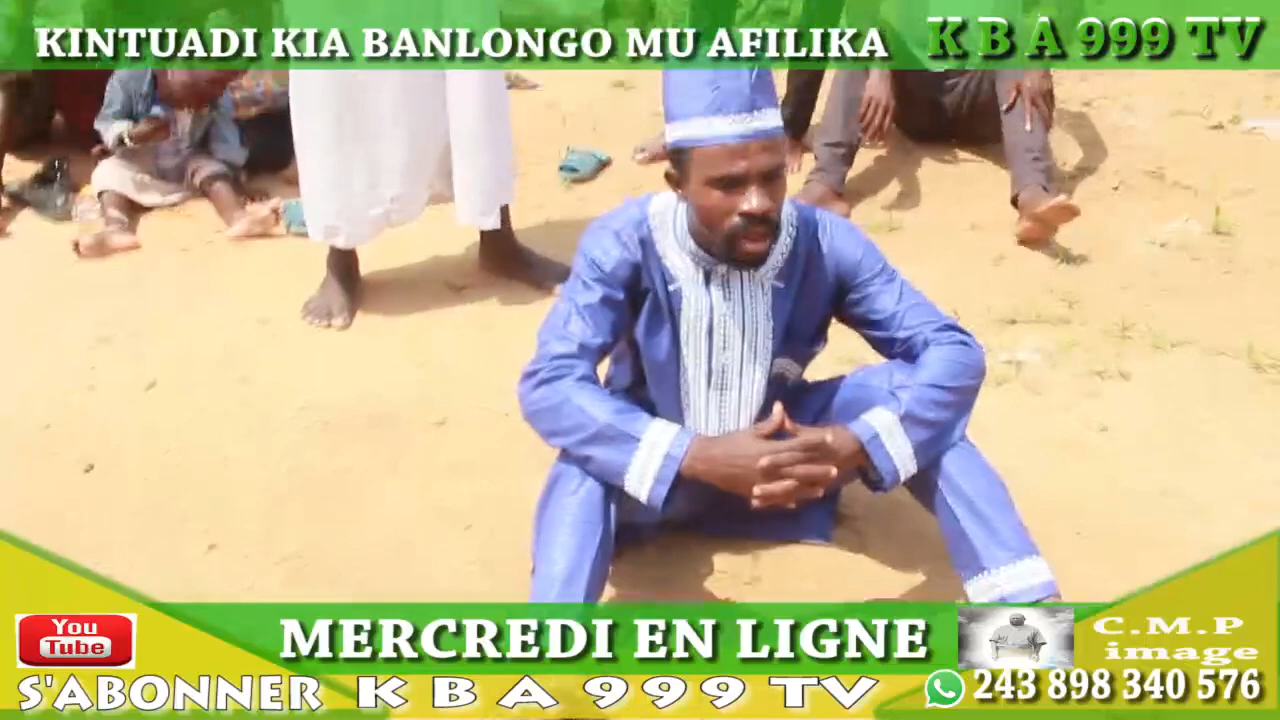 KINTUADI KIA BANLONGO MU AFILIKA
K B A 999 TV
You
Tube
MERCREDI EN LIGNE
C.M.P
image
S'ABONNER K B A 999 TV
243 898 340 576